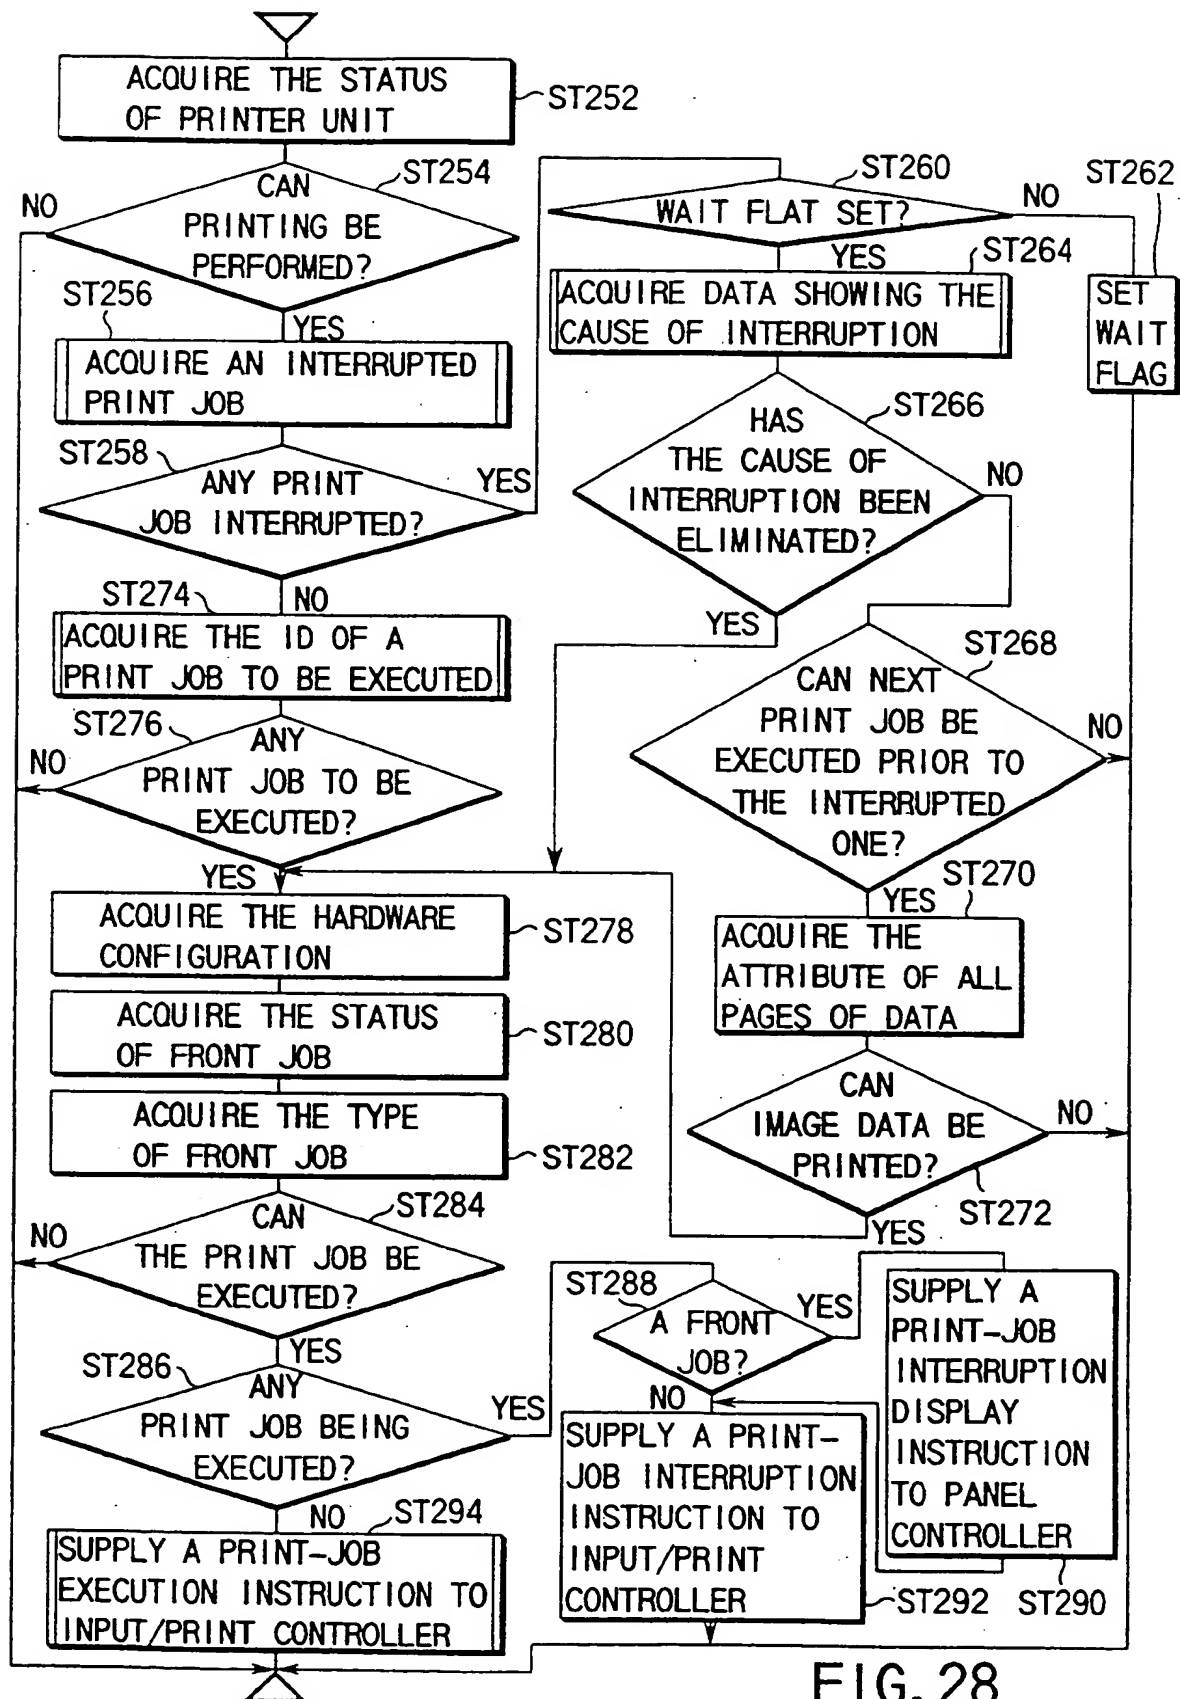 ACQUIRE THE STATUS
OF PRINTER UNIT
ST252
ST254
CAN
PRINTING BE
PERFORMED?
NO
YES
ST256
ACQUIRE AN INTERRUPTED
PRINT JOB
ST258
ANY PRINT
JOB INTERRUPTED?
YES
NO
ST274
ACQUIRE THE ID OF A
PRINT JOB TO BE EXECUTED
ST276
ANY
PRINT JOB TO BE
EXECUTED?
NO
YES
ACQUIRE THE HARDWARE
CONFIGURATION
ST278
ACQUIRE THE STATUS
OF FRONT JOB
ST280
ACQUIRE THE TYPE
OF FRONT JOB
ST282
ST284
CAN
THE PRINT JOB BE
EXECUTED?
NO
YES
ST286
ANY
PRINT JOB BEING
EXECUTED?
YES
NO
ST294
SUPPLY A PRINT-JOB
EXECUTION INSTRUCTION TO
INPUT/PRINT CONTROLLER
ST260
WAIT FLAT SET?
NO
YES
ST262
SET
WAIT
FLAG
ST264
ACQUIRE DATA SHOWING THE
CAUSE OF INTERRUPTION
ST266
HAS
THE CAUSE OF
INTERRUPTION BEEN
ELIMINATED?
NO
YES
ST268
CAN NEXT
PRINT JOB BE
EXECUTED PRIOR TO
THE INTERRUPTED
ONE?
NO
YES
ST270
ACQUIRE THE
ATTRIBUTE OF ALL
PAGES OF DATA
CAN
IMAGE DATA BE
PRINTED?
NO
YES
ST272
ST288
A FRONT
JOB?
YES
NO
SUPPLY A PRINT-
JOB INTERRUPTION
INSTRUCTION TO
INPUT/PRINT
CONTROLLER
ST292
SUPPLY A
PRINT-JOB
INTERRUPTION
DISPLAY
INSTRUCTION
TO PANEL
CONTROLLER
ST290
FIG. 28